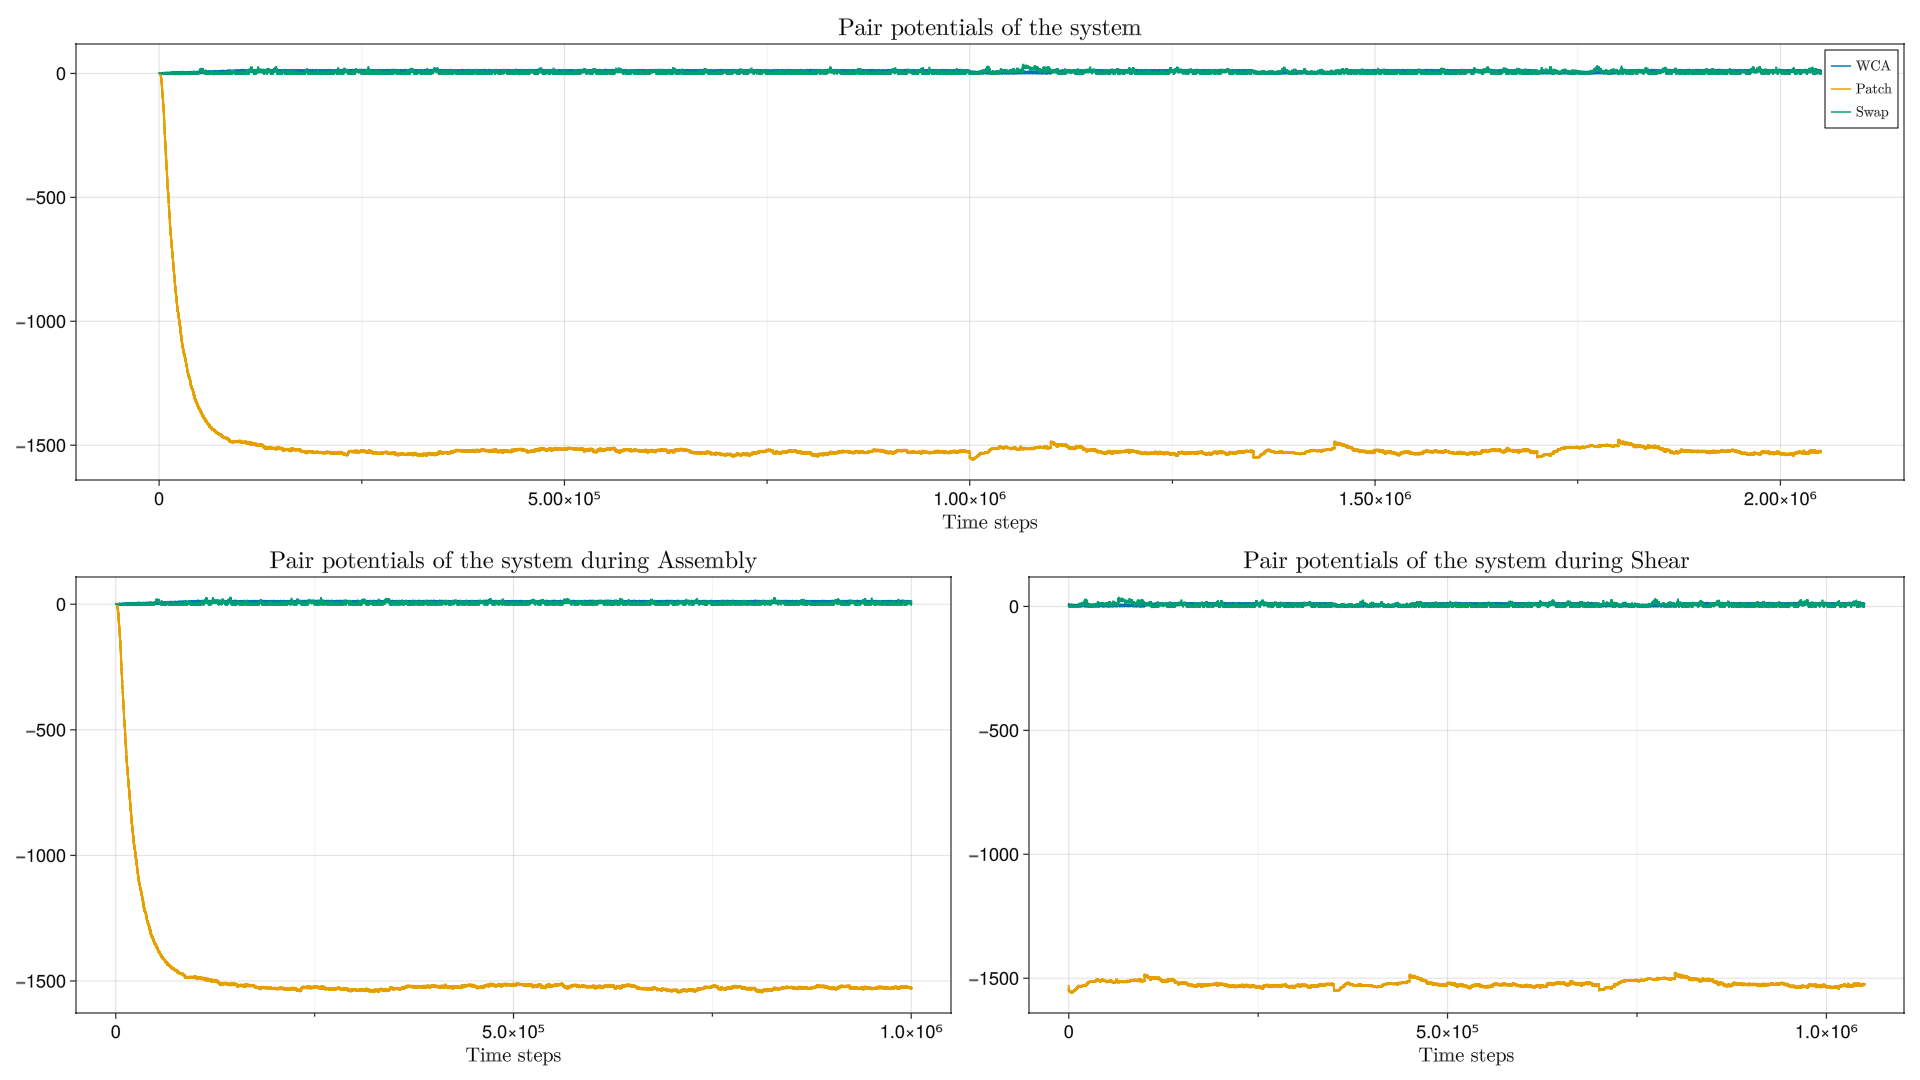 Pair potentials of the system
0
−500
−1000
−1500
WCA
Patch
Swap
0
5.00×10⁵
1.00×10⁶
1.50×10⁶
2.00×10⁶
Time steps
Pair potentials of the system during Assembly
0
−500
−1000
−1500
0
5.0×10⁵
1.0×10⁶
Time steps
Pair potentials of the system during Shear
0
−500
−1000
−1500
0
5.0×10⁵
1.0×10⁶
Time steps